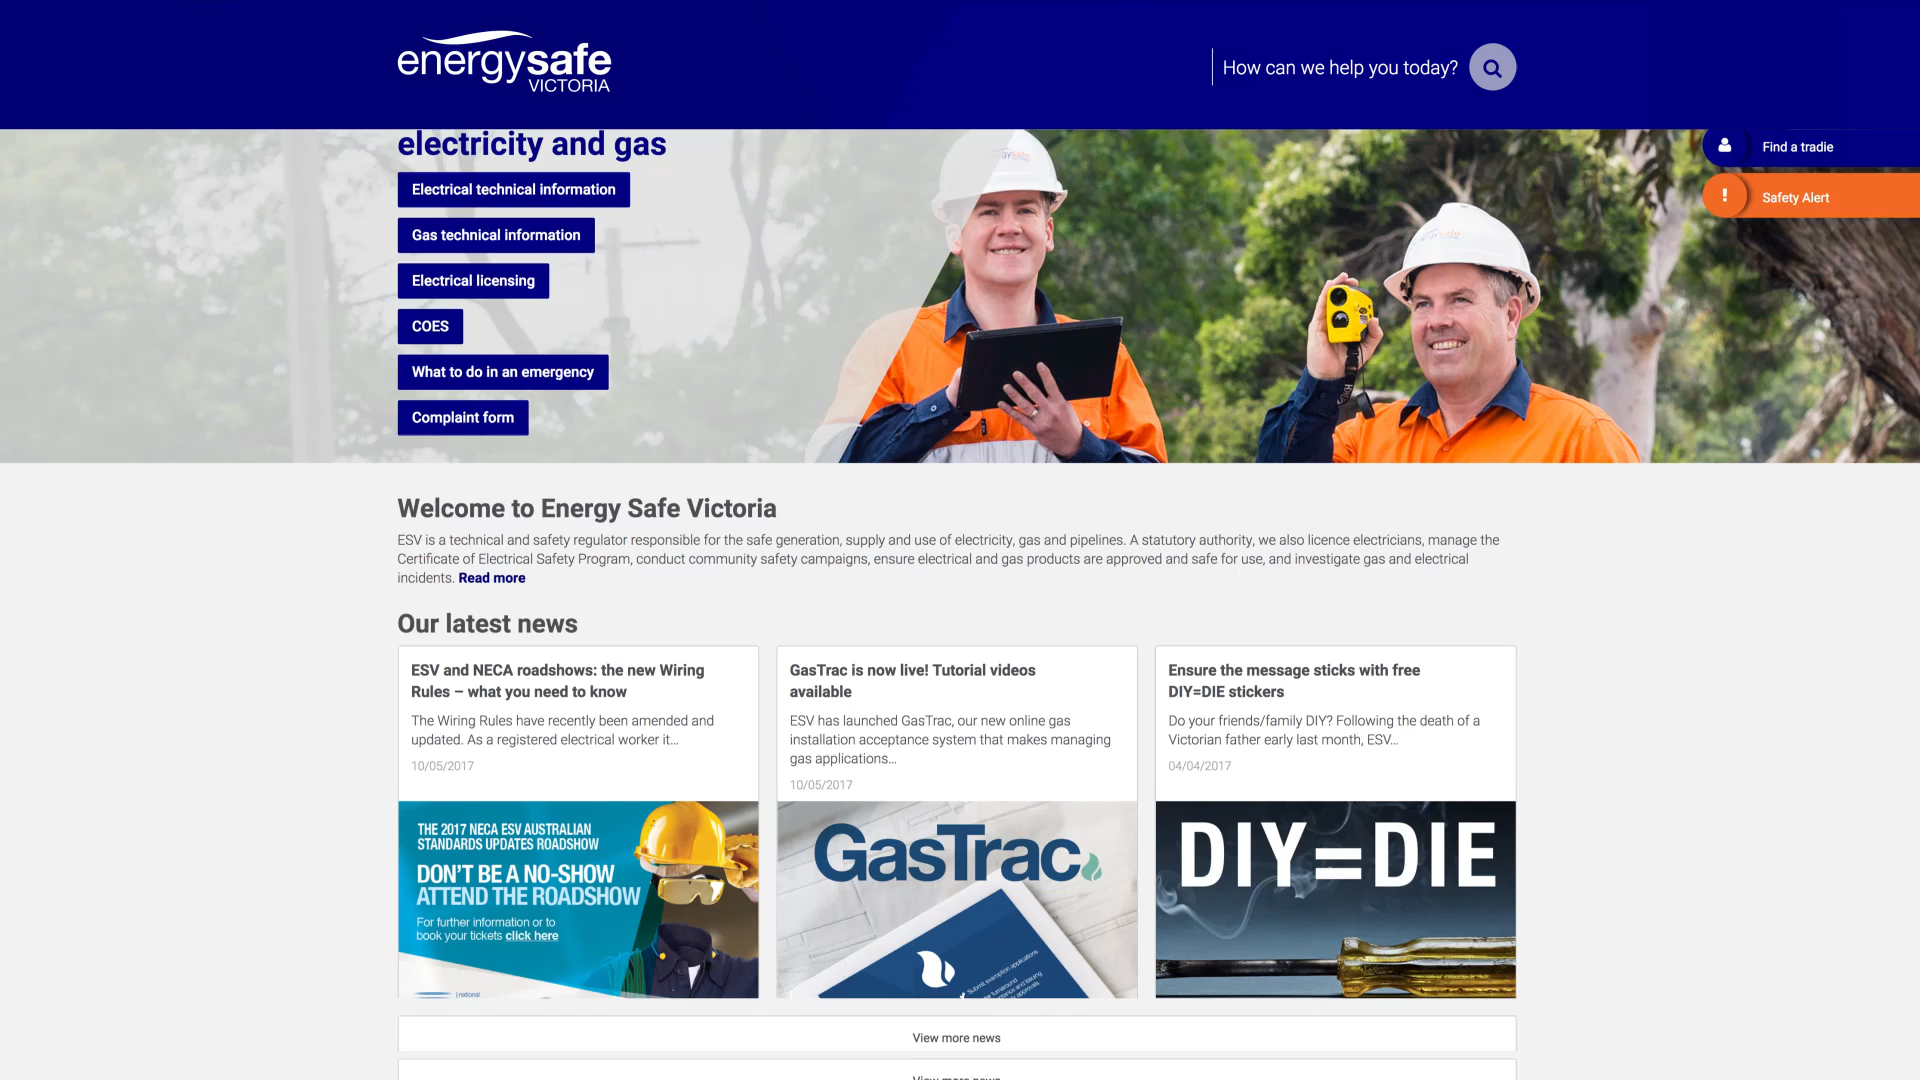 energysafe
VICTORIA
How can we help you today?
electricity and gas
Find a tradie
Safety Alert
Electrical technical information
Gas technical information
Electrical licensing
COES
What to do in an emergency
Complaint form
Welcome to Energy Safe Victoria
ESV is a technical and safety regulator responsible for the safe generation, supply and use of electricity, gas and pipelines. A statutory authority, we also licence electricians, manage the
Certificate of Electrical Safety Program, conduct community safety campaigns, ensure electrical and gas products are approved and safe for use, and investigate gas and electrical
incidents. Read more
Our latest news
ESV and NECA roadshows: the new Wiring
Rules – what you need to know
The Wiring Rules have recently been amended and
updated. As a registered electrical worker it...
10/05/2017
THE 2017 NECA ESV AUSTRALIAN
STANDARDS UPDATES ROADSHOW
DON'T BE A NO-SHOW
ATTEND THE ROADSHOW
For further information or to
book your tickets click here
national
GasTrac is now live! Tutorial videos
available
ESV has launched GasTrac, our new online gas
installation acceptance system that makes managing
gas applications...
10/05/2017
GasTrac
Submit exemption applications
Ensure the message sticks with free
DIY=DIE stickers
Do your friends/family DIY? Following the death of a
Victorian father early last month, ESV...
04/04/2017
DIY=DIE
View more news
View more news